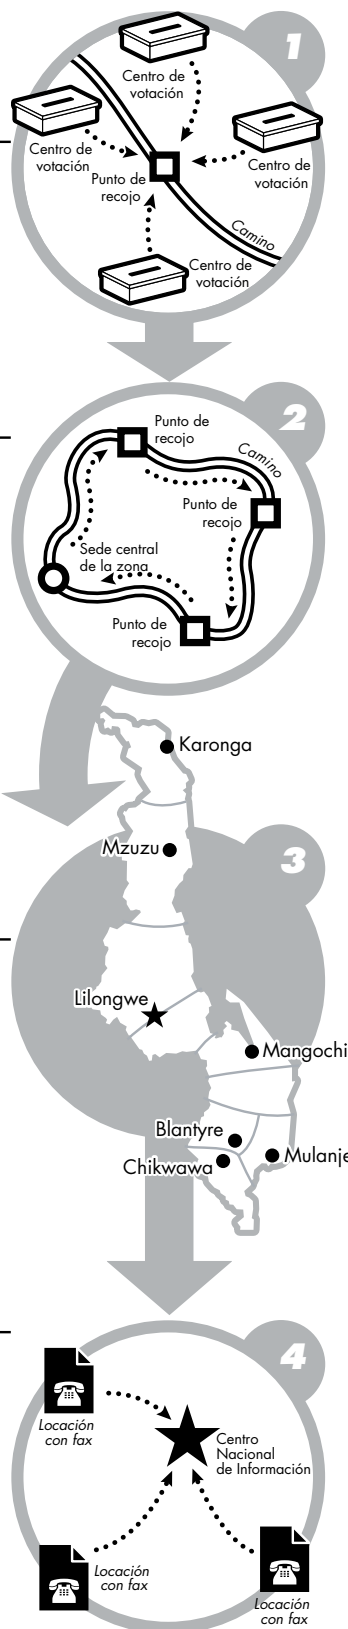 1
Centro de
votación
Centro de
votación
Punto de
recojo
Centro de
votación
Camino
Centro de
votación
2
Punto de
recojo
Camino
Punto de
recojo
Sede central
de la zona
Punto de
recojo
Karonga
3
Mzuzu
Lilongwe
Mangochi
Blantyre
Mulanje
Chikwawa
4
Locación
con fax
Centro
Nacional
de Información
Locación
con fax
Locación
con fax